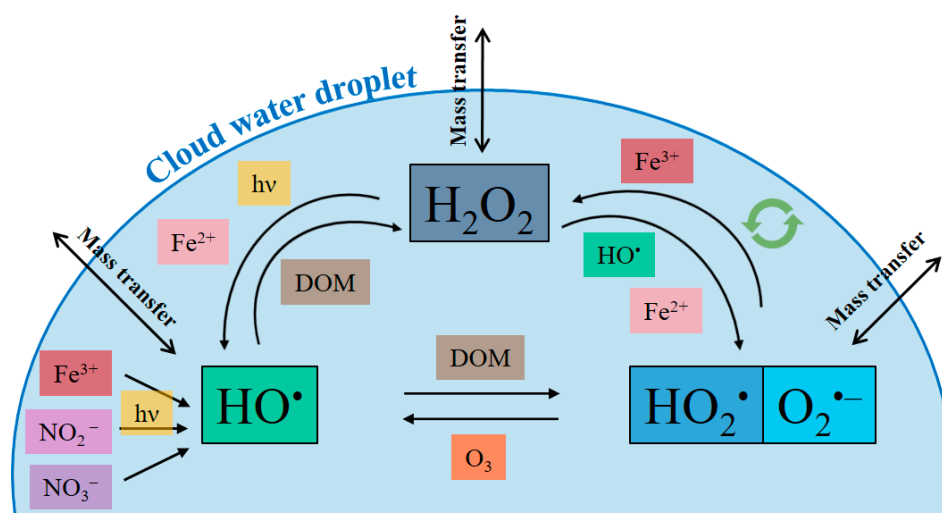 Cloud water droplet
Mass transfer
hν
Fe³⁺
H₂O₂
Fe²⁺
HO•
DOM
Mass transfer
Mass transfer
Fe²⁺
DOM
Fe³⁺
hν
HO•
HO₂•
O₂•⁻
NO₂⁻
O₃
NO₃⁻